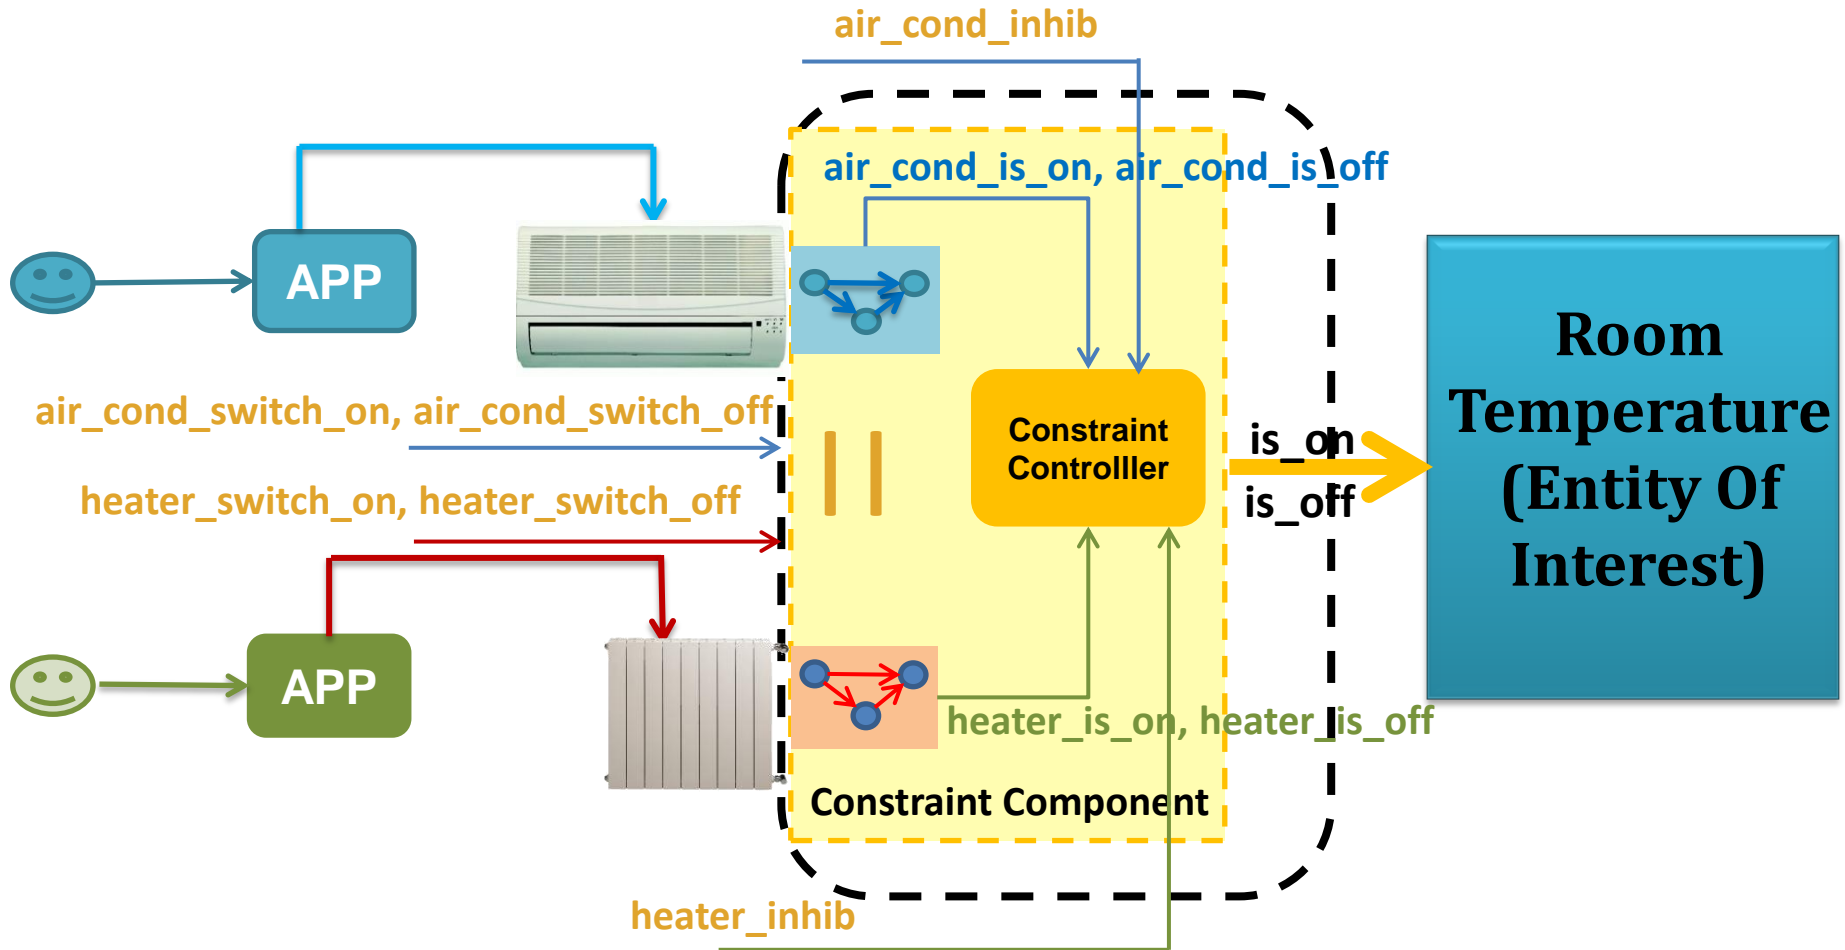 air_cond_inhib
air_cond_is_on, air_cond_is_off
APP
air_cond_switch_on, air_cond_switch_off
heater_switch_on, heater_switch_off
Constraint
Controlller
is_on
is_off
Room
Temperature
(Entity Of
Interest)
APP
heater_is_on, heater_is_off
Constraint Component
heater_inhib